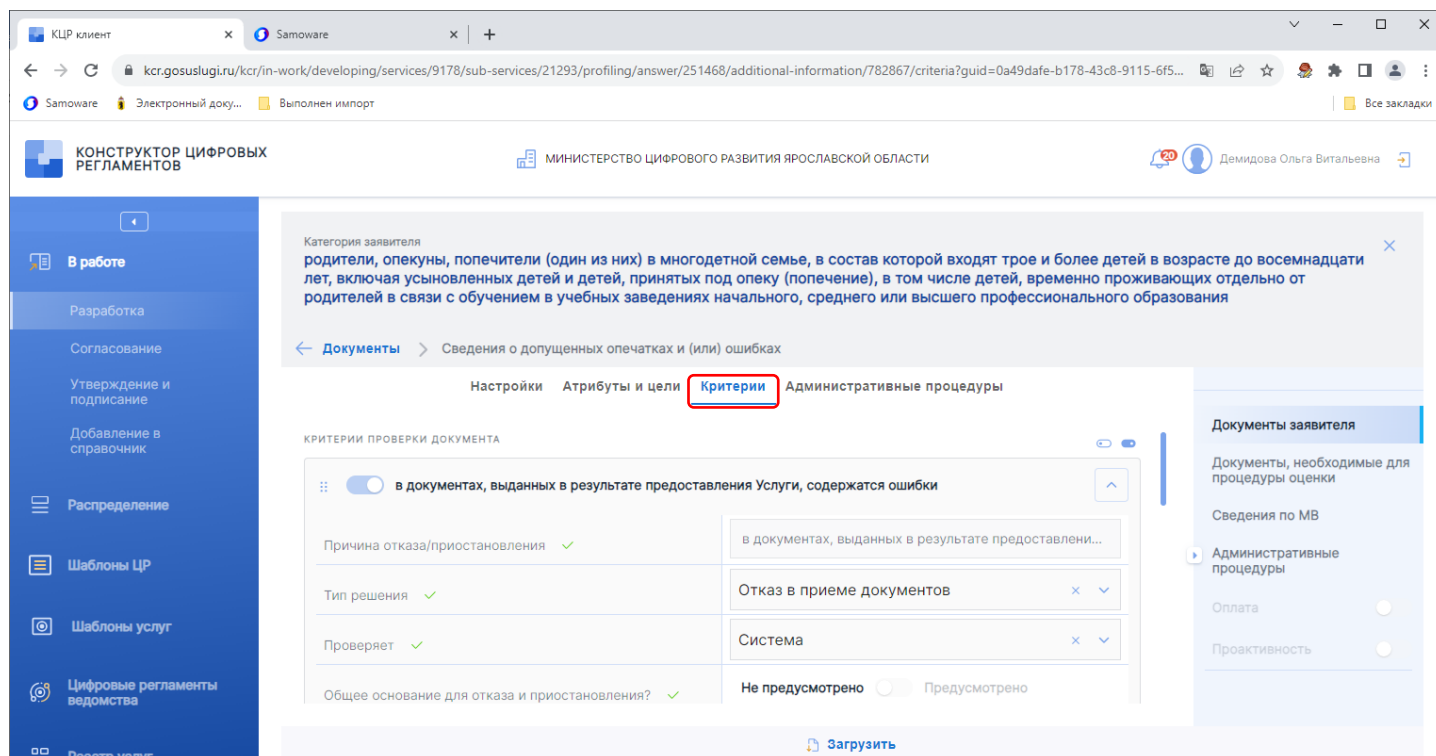 КЦР клиент
Samoware
kcr.gosuslugi.ru/kcr/in-work/developing/services/9178/sub-services/21293/profiling/answer/251468/additional-information/782867/criteria?guid=0a49dafe-b178-43c8-9115-6f5...
Samoware
Электронный доку...
Выполнен импорт
Все закладки
КОНСТРУКТОР ЦИФРОВЫХ
РЕГЛАМЕНТОВ
МИНИСТЕРСТВО ЦИФРОВОГО РАЗВИТИЯ ЯРОСЛАВСКОЙ ОБЛАСТИ
20
Демидова Ольга Витальевна
В работе
Разработка
Согласование
Утверждение и
подписание
Добавление в
справочник
Распределение
Шаблоны ЦР
Шаблоны услуг
Цифровые регламенты
ведомства
Реестр услуг
Категория заявителя
родители, опекуны, попечители (один из них) в многодетной семье, в состав которой входят трое и более детей в возрасте до восемнадцати
лет, включая усыновленных детей и детей, принятых под опеку (попечение), в том числе детей, временно проживающих отдельно от
родителей в связи с обучением в учебных заведениях начального, среднего или высшего профессионального образования
Документы
Сведения о допущенных опечатках и (или) ошибках
Настройки Атрибуты и цели Критерии Административные процедуры
КРИТЕРИИ ПРОВЕРКИ ДОКУМЕНТА
в документах, выданных в результате предоставления Услуги, содержатся ошибки
Причина отказа/приостановления
в документах, выданных в результате предоставлени...
Тип решения
Отказ в приеме документов
Проверяет
Система
Общее основание для отказа и приостановления?
Не предусмотрено Предусмотрено
Загрузить
Документы заявителя
Документы, необходимые для
процедуры оценки
Сведения по МВ
Административные
процедуры
Оплата
Проактивность